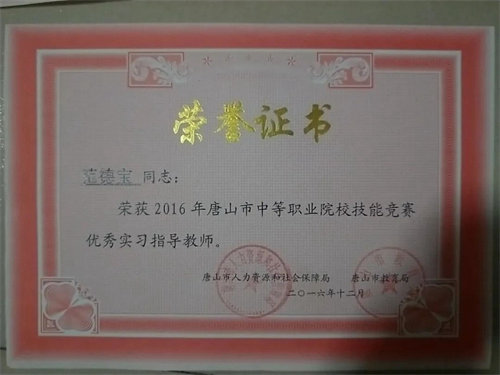 荣誉证书
范德宝 同志：
荣获2016年唐山市中等职业院校技能竞赛
优秀实习指导教师。
唐山市人力资源和社会保障局 唐山市教育局
二〇一六年十二月